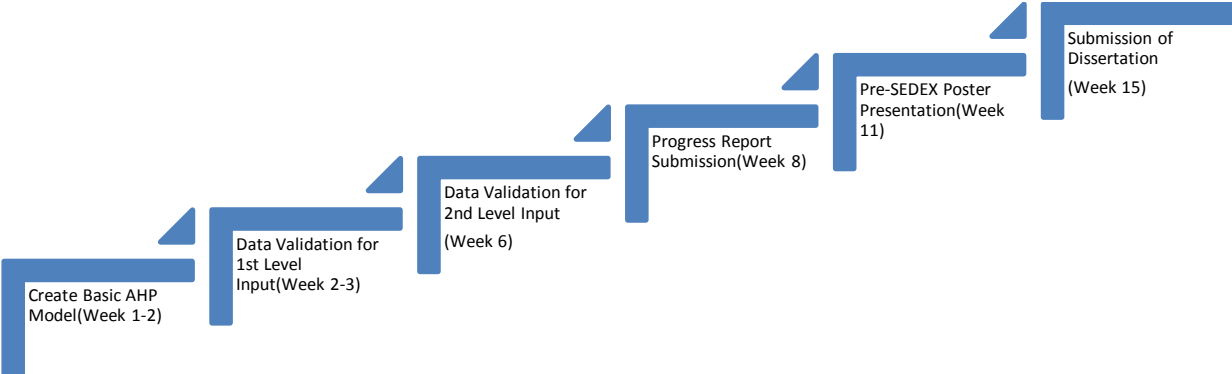 Create Basic AHP
Model(Week 1-2)
Data Validation for
1st Level
Input(Week 2-3)
Data Validation for
2nd Level Input
(Week 6)
Progress Report
Submission(Week 8)
Pre-SEDEX Poster
Presentation(Week
11)
Submission of
Dissertation
(Week 15)